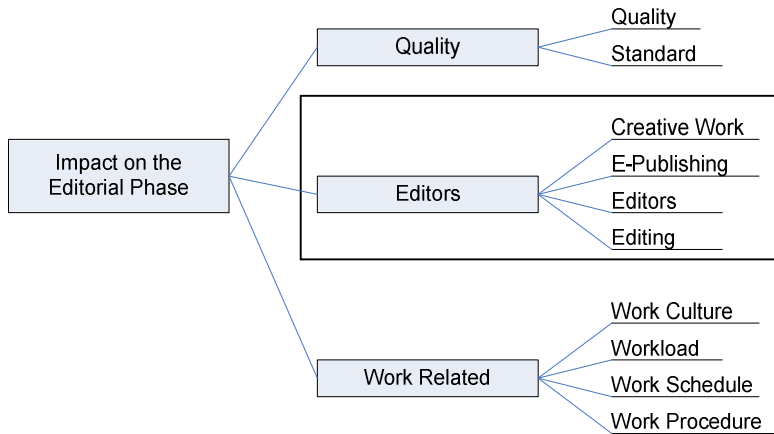 Impact on the
Editorial Phase
Quality
Quality
Standard
Editors
Creative Work
E-Publishing
Editors
Editing
Work Related
Work Culture
Workload
Work Schedule
Work Procedure